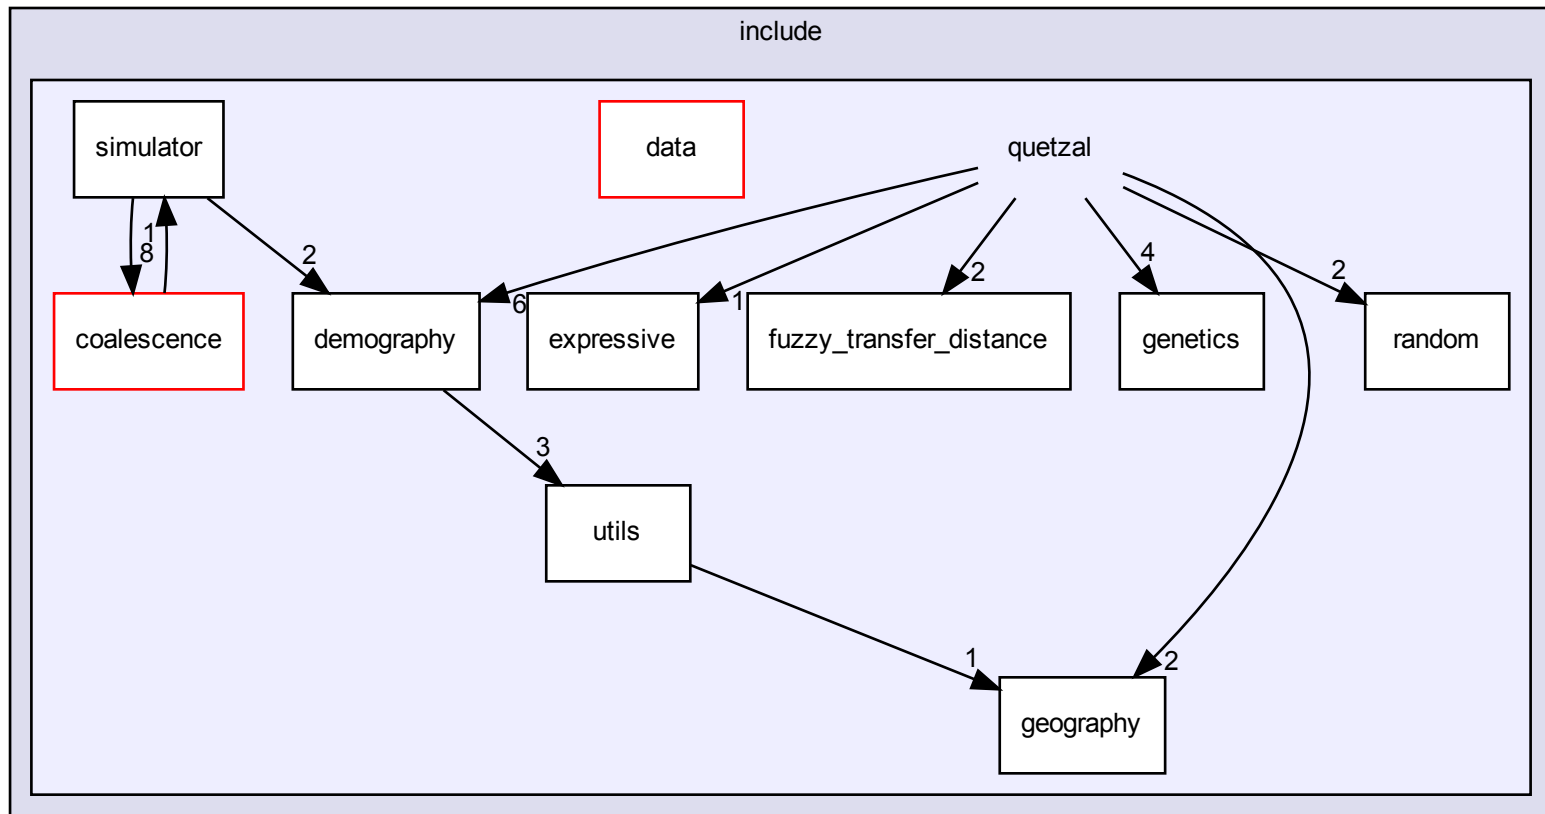 include
simulator
data
quetzal
1
8
2
6
1
2
4
2
coalescence
demography
expressive
fuzzy_transfer_distance
genetics
random
3
utils
1
2
geography